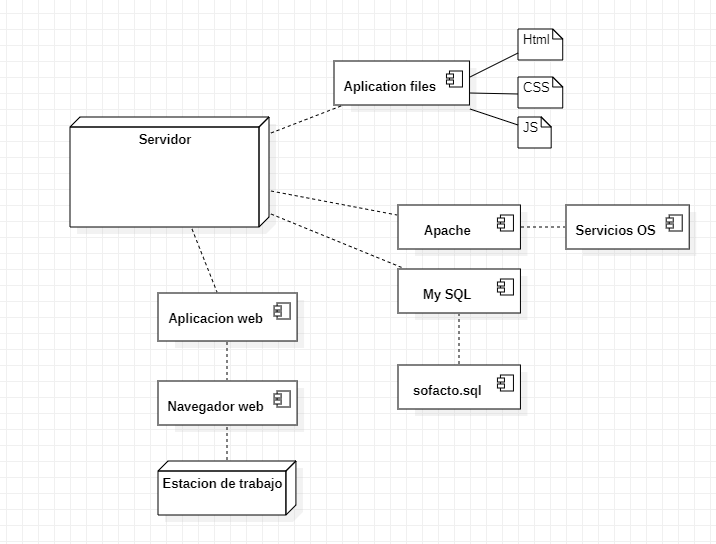 Html
Aplication files
CSS
JS
Servidor
Apache
Servicios OS
My SQL
Aplicacion web
sofacto.sql
Navegador web
Estacion de trabajo